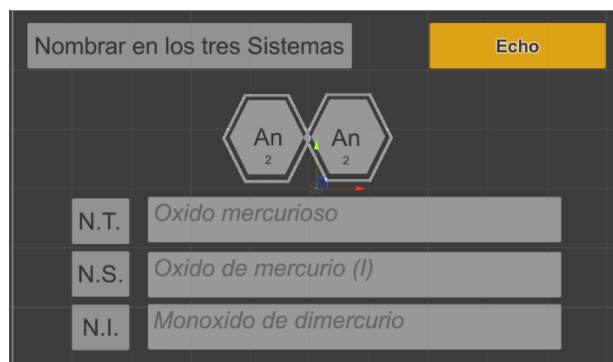 Nombrar en los tres Sistemas
Echo
An An
2 2
N.T. Oxido mercurioso
N.S. Oxido de mercurio (I)
N.I. Monoxido de dimercurio